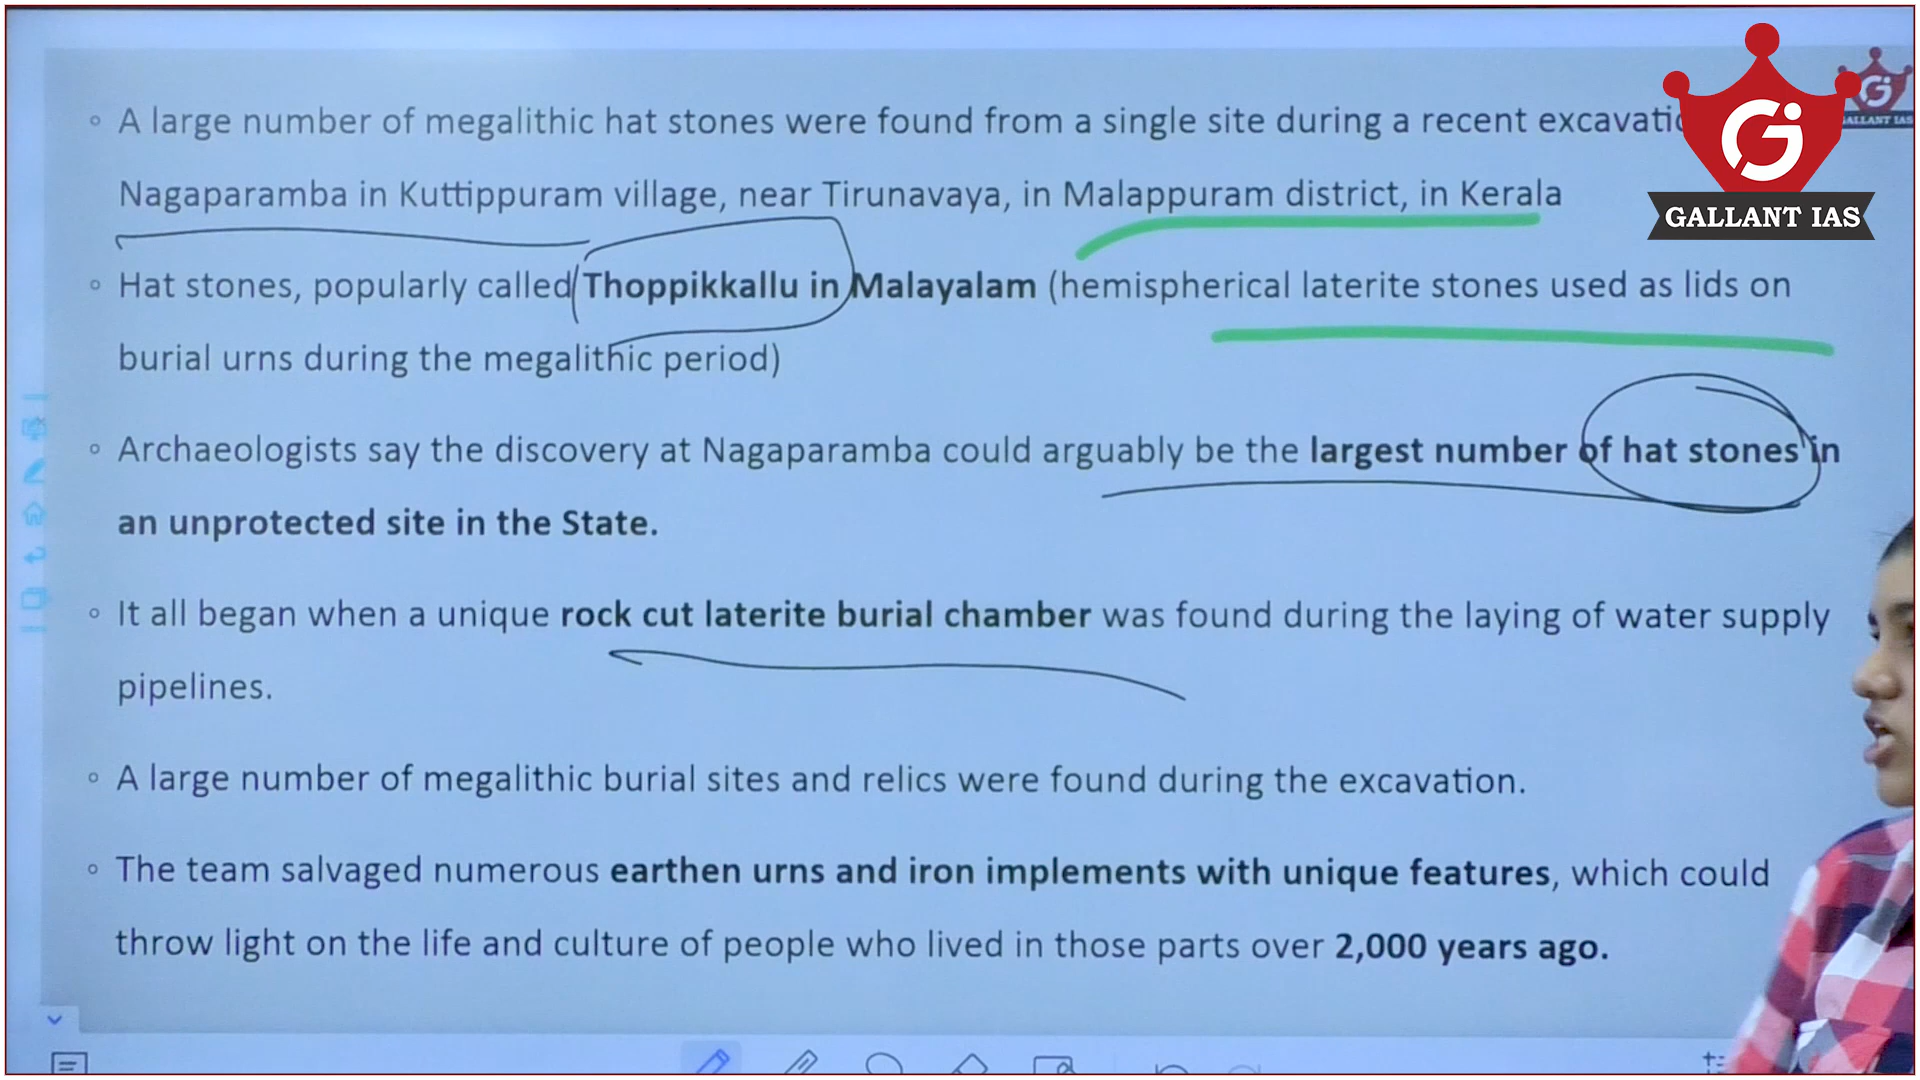 ◦ A large number of megalithic hat stones were found from a single site during a recent
Nagaparamba in Kuttippuram village, near Tirunavaya, in Malappuram district, in Kerala
◦ Hat stones, popularly called Thoppikkallu in Malayalam (hemispherical laterite stones used as lids on
burial urns during the megalithic period)
◦ Archaeologists say the discovery at Nagaparamba could arguably be the largest number of hat stones in
an unprotected site in the State.
◦ It all began when a unique rock cut laterite burial chamber was found during the laying of water supply
pipelines.
◦ A large number of megalithic burial sites and relics were found during the excavation.
◦ The team salvaged numerous earthen urns and iron implements with unique features, which could
throw light on the life and culture of people who lived in those parts over 2,000 years ago.
GALLANT IAS
GALLANT IAS